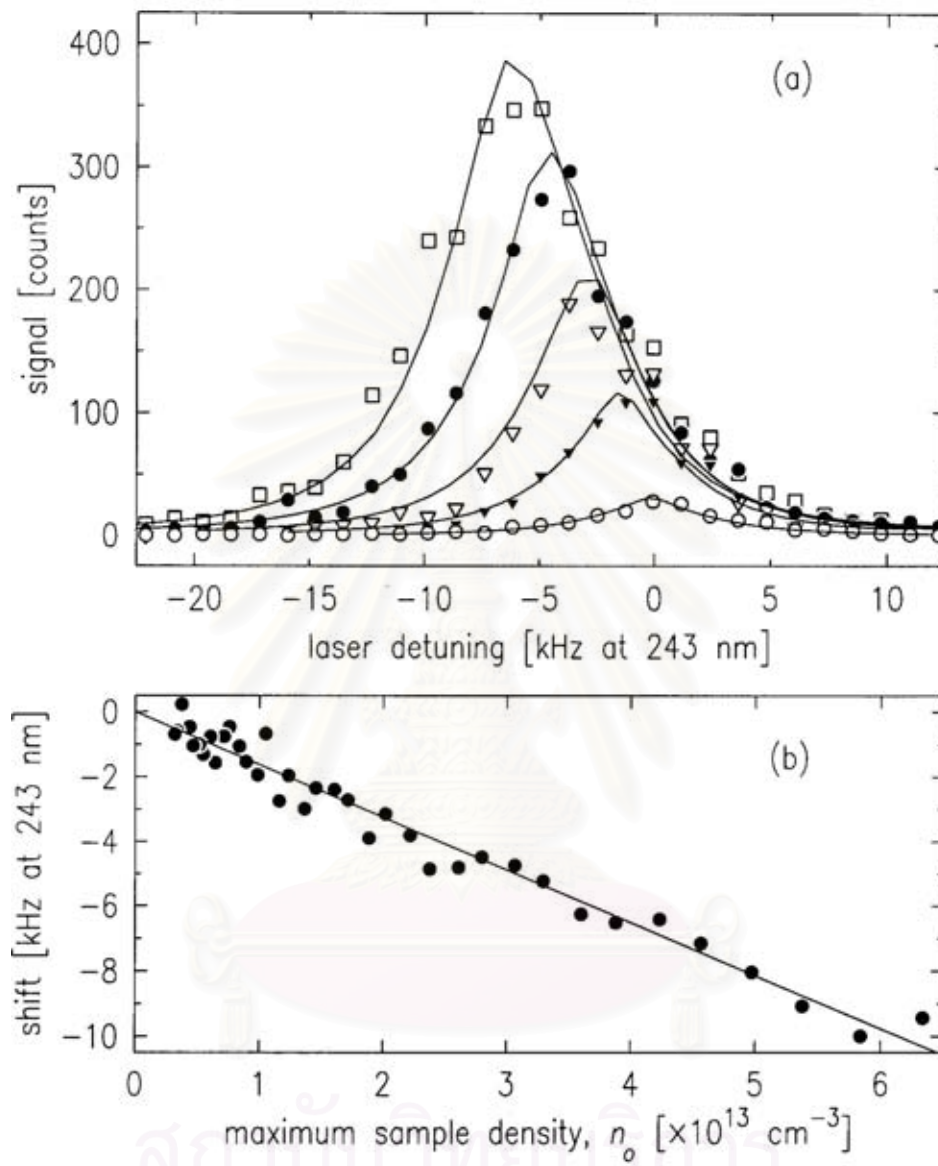 400
300
200
100
0
signal [counts]
(a)
−20 −15 −10 −5 0 5 10
laser detuning [kHz at 243 nm]
0
−2
−4
−6
−8
−10
shift [kHz at 243 nm]
(b)
0 1 2 3 4 5 6
maximum sample density, nₒ [×10¹³ cm⁻³]